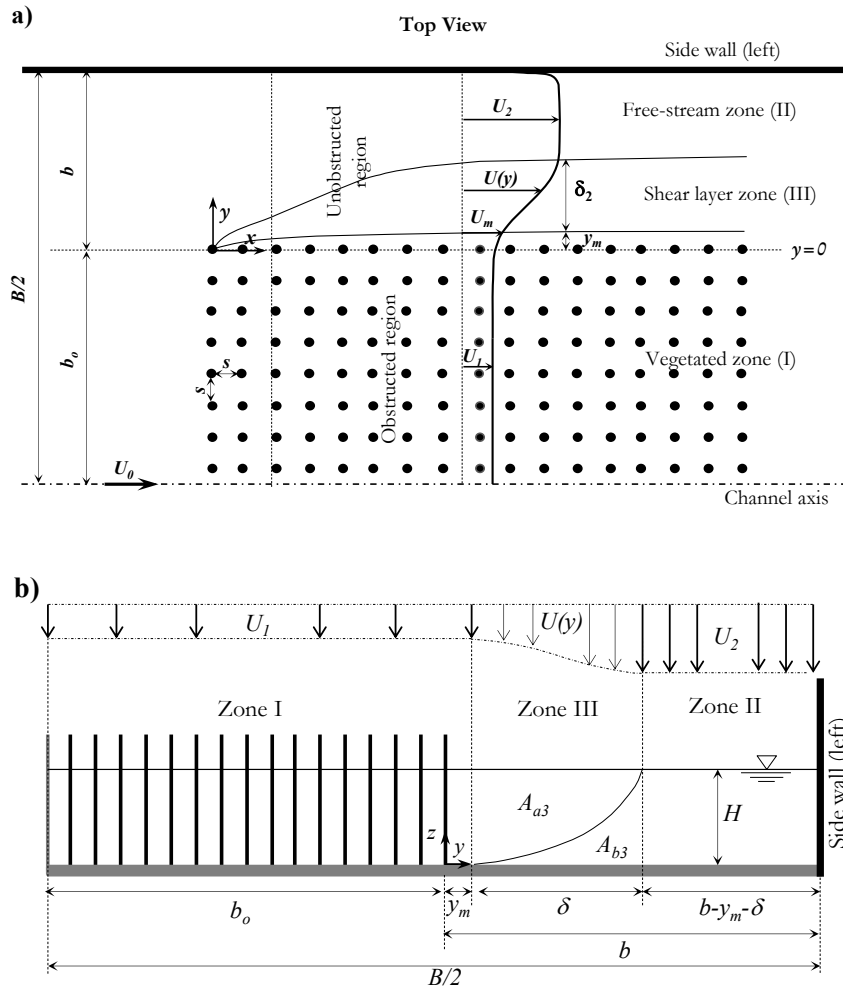 a)
Top View
Side wall (left)
U₂
Free-stream zone (II)
b
Unobstructed region
U(y)
δ₂
Shear layer zone (III)
y
Uₘ
yₘ
x
y=0
B/2
bₒ
s
s
Obstructed region
U₁
Vegetated zone (I)
U₀
Channel axis
b)
U₁
U(y)
U₂
Zone I
Zone III
Zone II
Side wall (left)
Aₐ₃
H
z
y
A_b3
bₒ
yₘ
δ
b-yₘ-δ
b
B/2